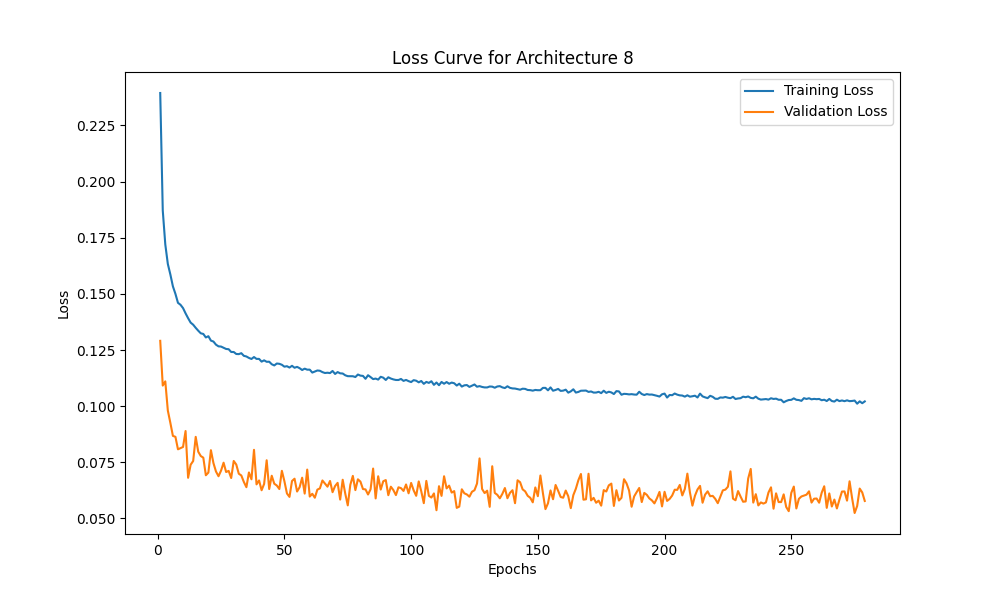 Loss Curve for Architecture 8
Training Loss
Validation Loss
0.225
0.200
0.175
0.150
0.125
0.100
0.075
0.050
Loss
0
50
100
150
200
250
Epochs